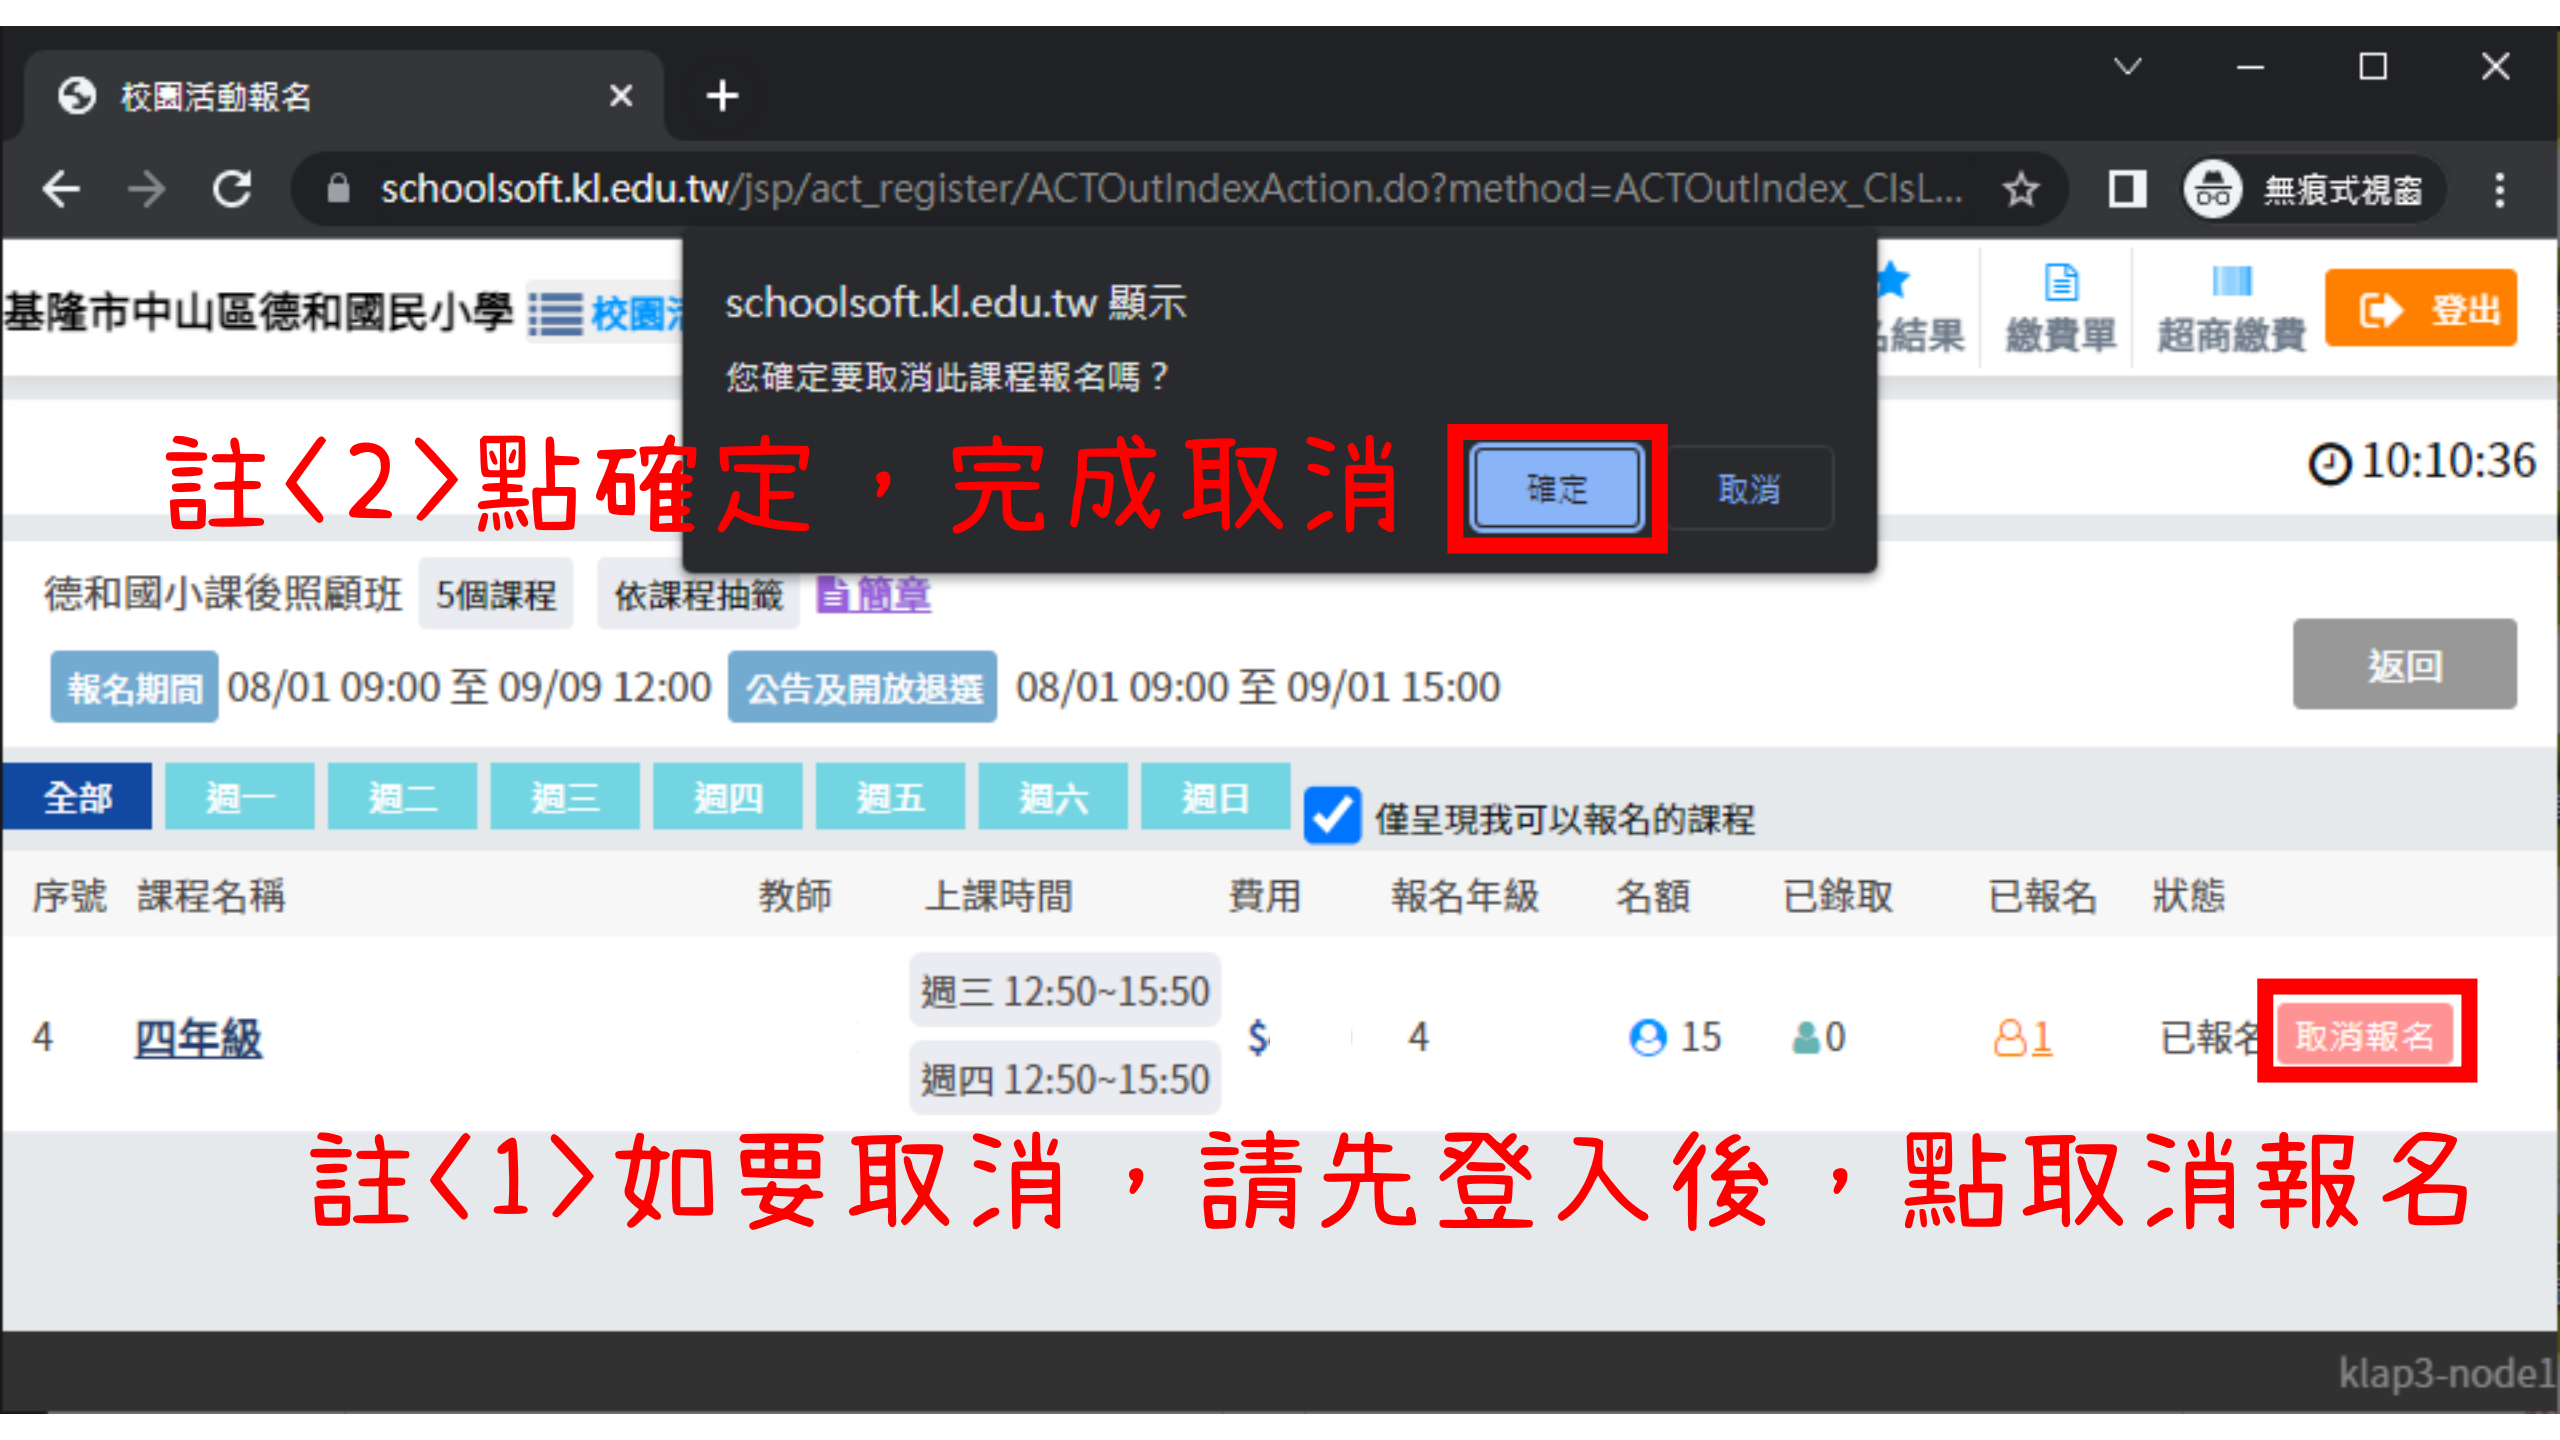 校園活動報名
schoolsoft.kl.edu.tw/jsp/act_register/ACTOutIndexAction.do?method=ACTOutIndex_ClsL...
無痕式視窗
基隆市中山區德和國民小學 校園
結果 繳費單 超商繳費 登出
schoolsoft.kl.edu.tw 顯示
您確定要取消此課程報名嗎？
確定 取消
註<2>點確定，完成取消
10:10:36
德和國小課後照顧班 5個課程 依課程抽籤 簡章
報名期間 08/01 09:00 至 09/09 12:00 公告及開放退選 08/01 09:00 至 09/01 15:00
返回
全部 週一 週二 週三 週四 週五 週六 週日 僅呈現我可以報名的課程
序號 課程名稱 教師 上課時間 費用 報名年級 名額 已錄取 已報名 狀態
4 四年級 週三 12:50~15:50 $ 4 15 0 1 已報名 取消報名
週四 12:50~15:50
註<1>如要取消，請先登入後，點取消報名
klap3-node1